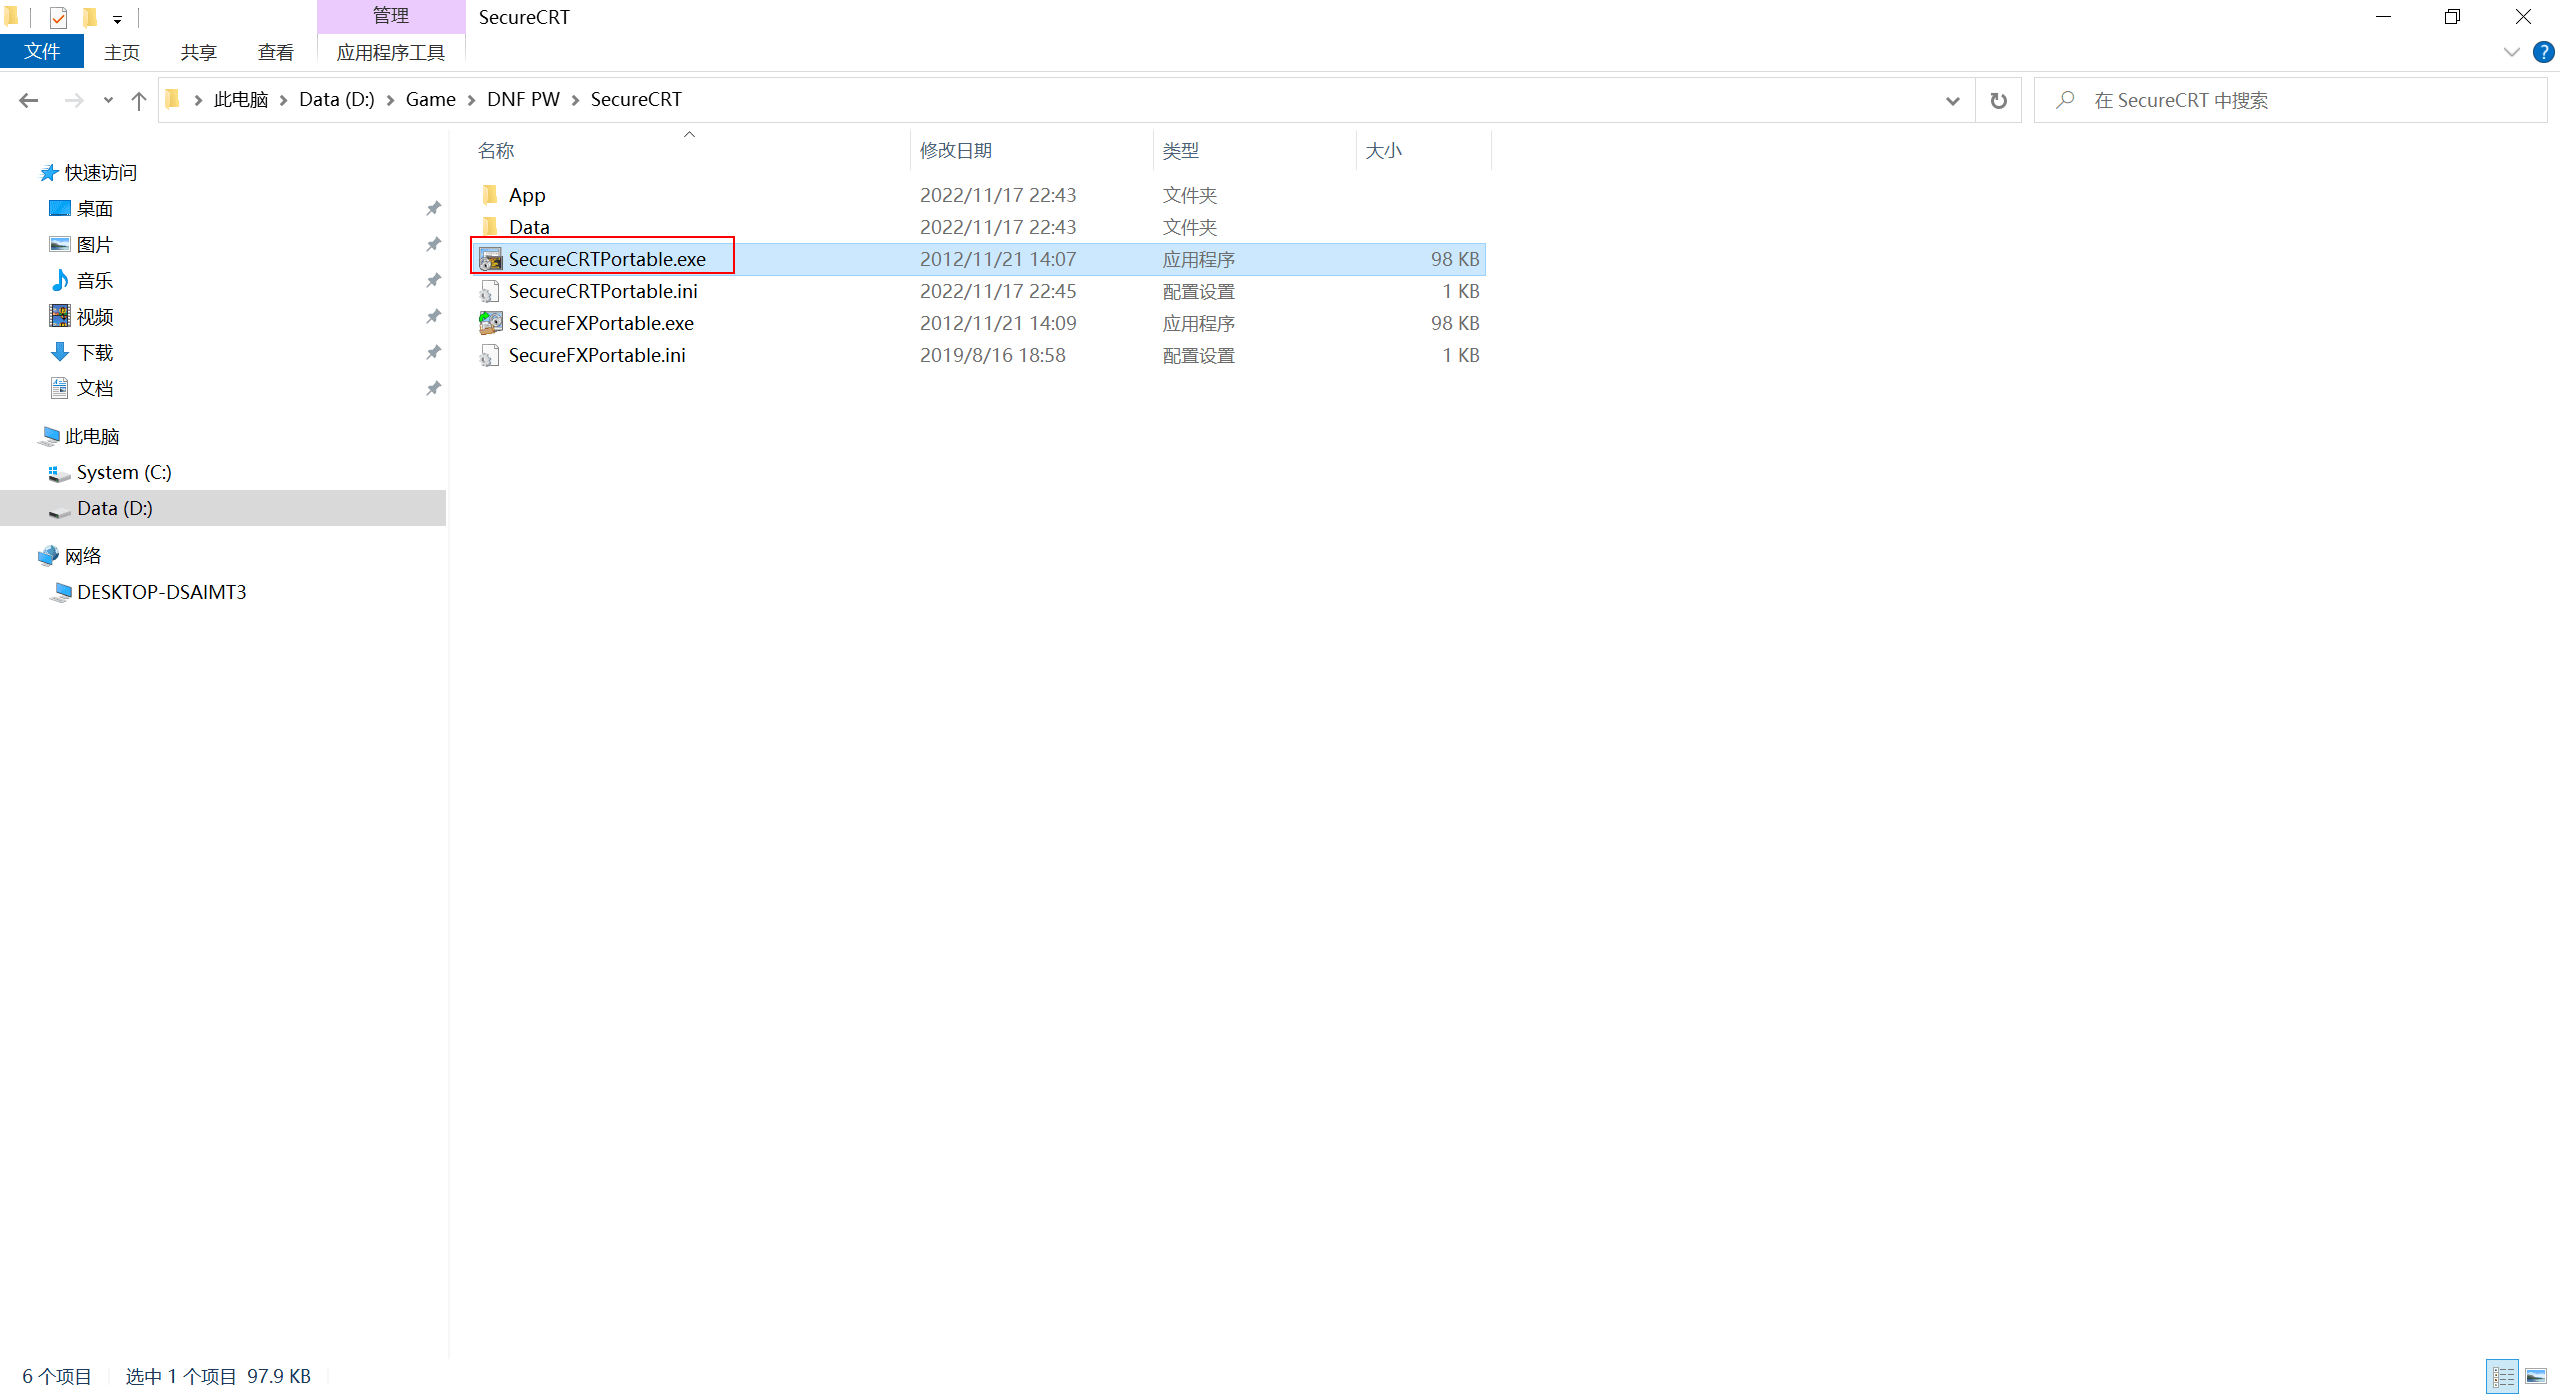 管理
SecureCRT
文件 主页 共享 查看 应用程序工具
此电脑 Data (D:) Game DNF PW SecureCRT
在 SecureCRT 中搜索
名称 修改日期 类型 大小
快速访问
桌面
图片
音乐
视频
下载
文档
此电脑
System (C:)
Data (D:)
网络
DESKTOP-DSAIMT3
App 2022/11/17 22:43 文件夹
Data 2022/11/17 22:43 文件夹
SecureCRTPortable.exe 2012/11/21 14:07 应用程序 98 KB
SecureCRTPortable.ini 2022/11/17 22:45 配置设置 1 KB
SecureFXPortable.exe 2012/11/21 14:09 应用程序 98 KB
SecureFXPortable.ini 2019/8/16 18:58 配置设置 1 KB
6 个项目 选中 1 个项目 97.9 KB